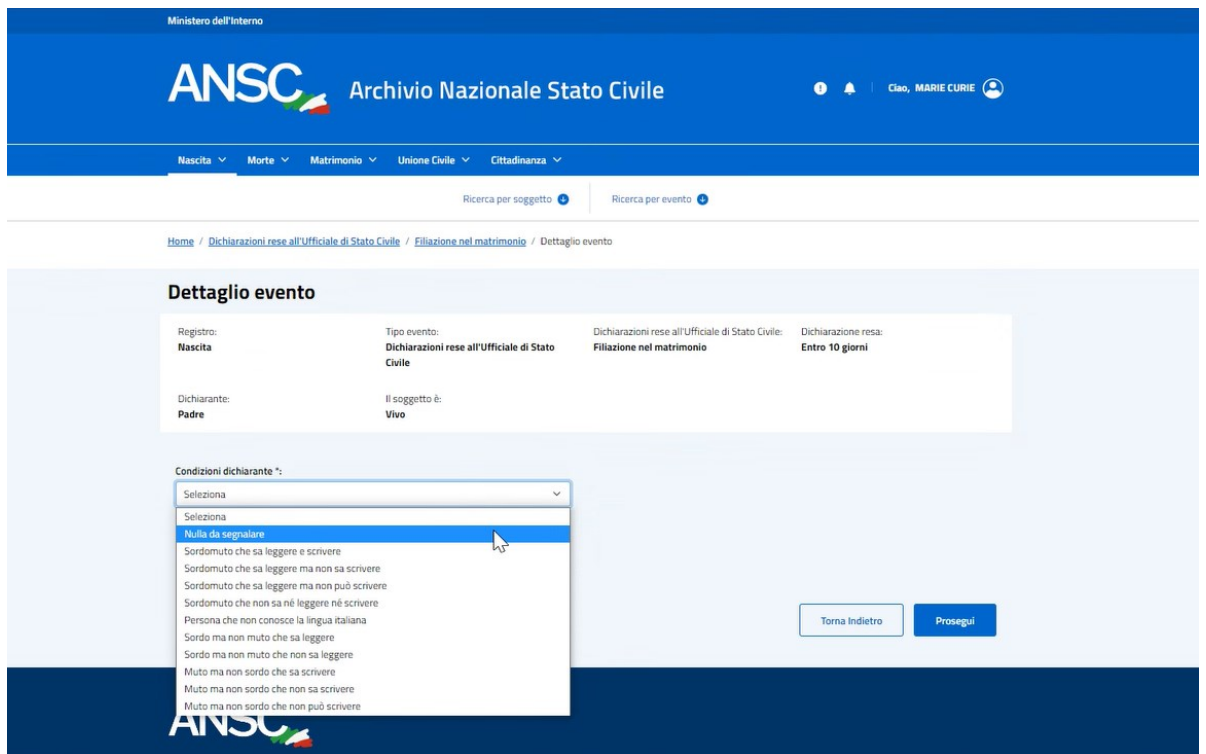 Ministero dell'Interno
ANSC
Archivio Nazionale Stato Civile
Ciao, MARIE CURIE
Nascita
Morte
Matrimonio
Unione Civile
Cittadinanza
Ricerca per soggetto
Ricerca per evento
Home / Dichiarazioni rese all'Ufficiale di Stato Civile / Filiazione nel matrimonio / Dettaglio evento
Dettaglio evento
Registro:
Nascita
Tipo evento:
Dichiarazioni rese all'Ufficiale di Stato
Civile
Dichiarazioni rese all'Ufficiale di Stato Civile:
Filiazione nel matrimonio
Dichiarazione resa:
Entro 10 giorni
Dichiarante:
Padre
Il soggetto è:
Vivo
Condizioni dichiarante *:
Seleziona
Seleziona
Nulla da segnalare
Sordomuto che sa leggere e scrivere
Sordomuto che sa leggere ma non sa scrivere
Sordomuto che sa leggere ma non può scrivere
Sordomuto che non sa né leggere né scrivere
Persona che non conosce la lingua italiana
Sordo ma non muto che sa leggere
Sordo ma non muto che non sa leggere
Muto ma non sordo che sa scrivere
Muto ma non sordo che non sa scrivere
Muto ma non sordo che non può scrivere
Torna Indietro
Prosegui
ANSC